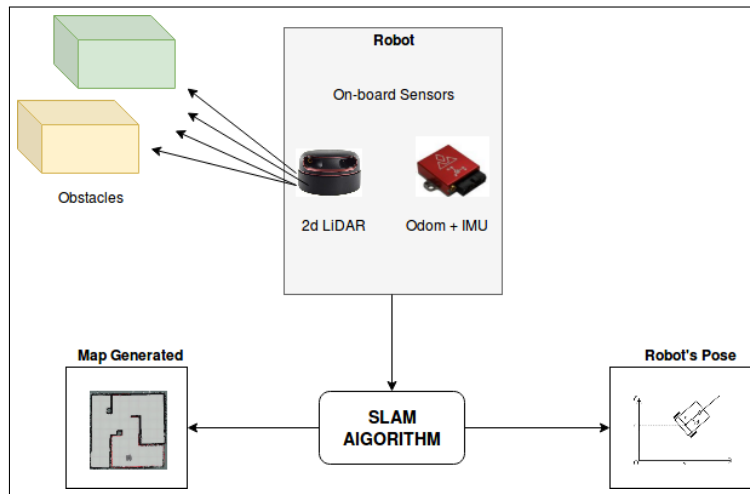 Robot
On-board Sensors
Obstacles
2d LiDAR
Odom + IMU
Map Generated
Robot's Pose
SLAM
AlGORITHM